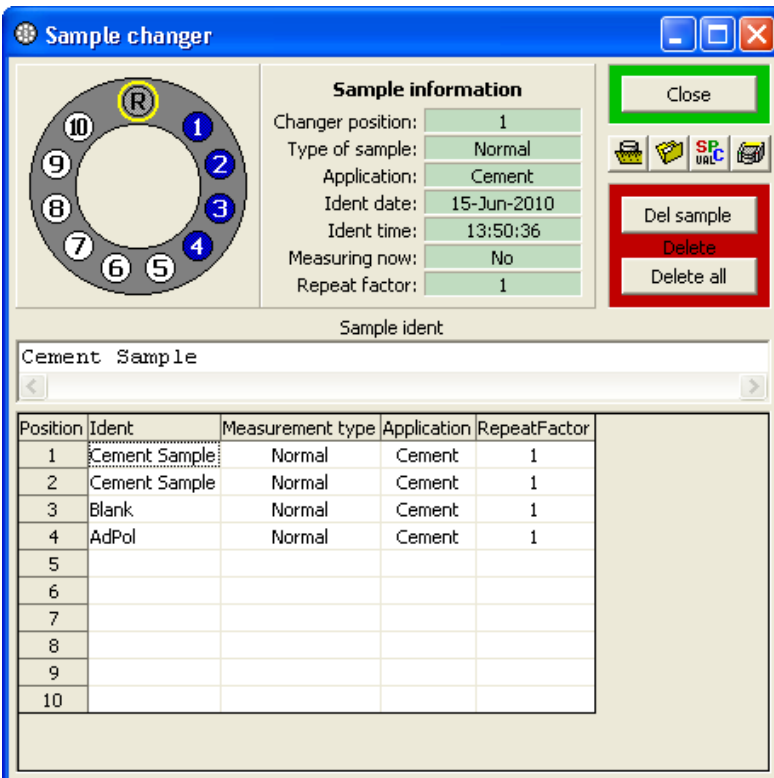 Sample changer
R
1
2
3
4
5
6
7
8
9
10
Sample information
Changer position: 1
Type of sample: Normal
Application: Cement
Ident date: 15-Jun-2010
Ident time: 13:50:36
Measuring now: No
Repeat factor: 1
Close
SPC
UAL
Del sample
Delete
Delete all
Sample ident
Cement Sample
Position Ident Measurement type Application RepeatFactor
1 Cement Sample Normal Cement 1
2 Cement Sample Normal Cement 1
3 Blank Normal Cement 1
4 AdPol Normal Cement 1
5
6
7
8
9
10